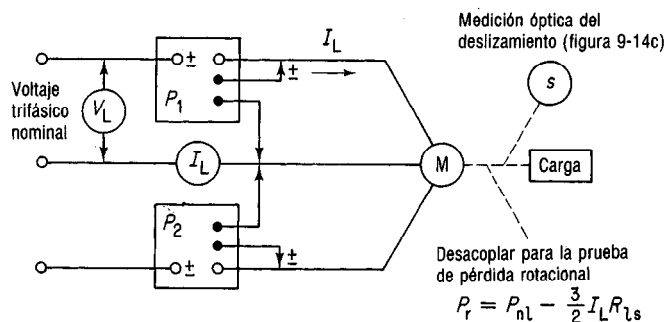 Medición óptica del
deslizamiento (figura 9-14c)
I_L
±
±
P_1
Voltaje
trifásico
nominal
V_L
s
I_L
M
Carga
P_2
±
±
Desacoplar para la prueba
de pérdida rotacional
P_r = P_nl − 3/2 I_L R_ls